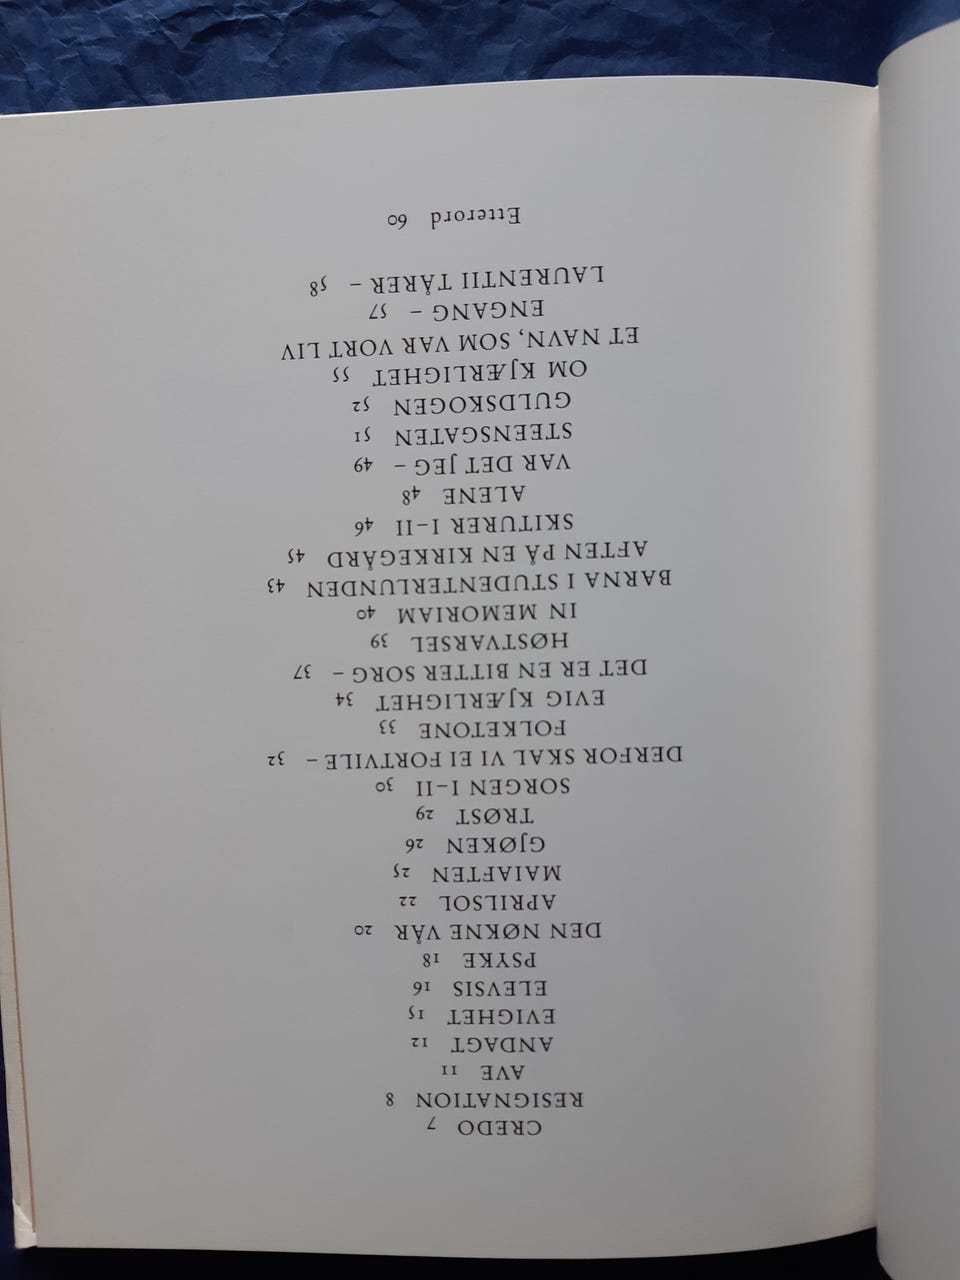 CREDO 7
RESIGNATION 8
AVE 11
ANDAGT 12
EVIGHET 15
ELEVSIS 16
PSYKE 18
DEN NØKNE VÅR 20
APRILSOL 22
MAIAFTEN 25
GJØKEN 26
TRØST 29
SORGEN I–II 30
DERFOR SKAL VI EI FORTVILE – 32
FOLKETONE 33
EVIG KJÆRLIGHET 34
DET ER EN BITTER SORG – 37
HØSTVARSEL 39
IN MEMORIAM 40
BARNA I STUDENTERLUNDEN 43
AFTEN PÅ EN KIRKEGÅRD 45
SKITURER I–II 46
ALENE 48
VAR DET JEG – 49
STEENSGATEN 51
GULDSKOGEN 52
OM KJÆRLIGHET 55
ET NAVN, SOM VAR VORT LIV
ENGANG – 57
LAURENTII TÅRER – 58
Etterord 60